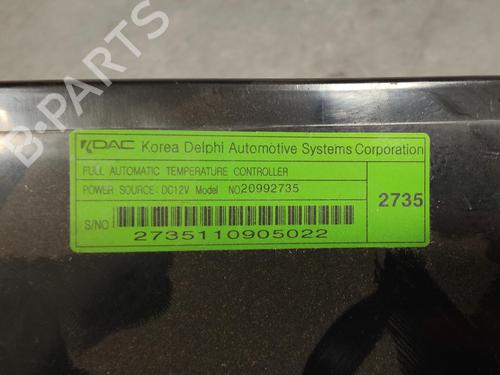 KDAC Korea Delphi Automotive Systems Corporation
FULL AUTOMATIC TEMPERATURE CONTROLLER
POWER SOURCE: DC12V Model NO20992735
2735
S/NO
2735110905022
B-PARTS